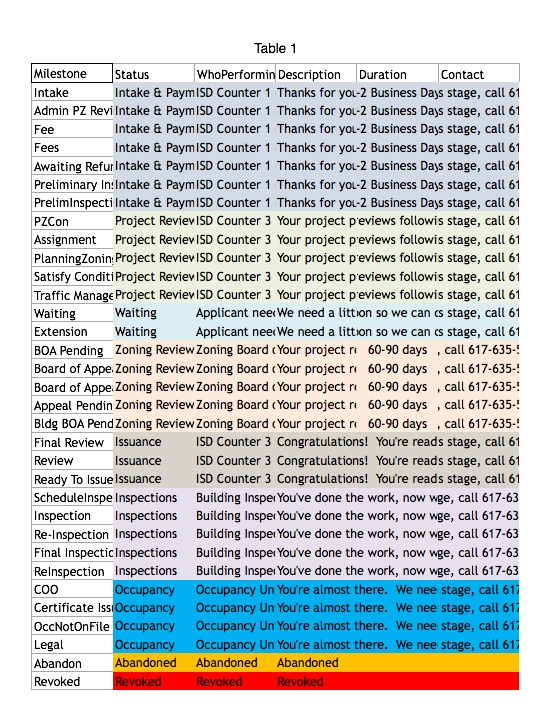 Table 1
Milestone Status WhoPerformin Description Duration Contact
Intake Intake & Paym ISD Counter 1 Thanks for you -2 Business Days stage, call 61
Admin PZ Revi Intake & Paym ISD Counter 1 Thanks for you -2 Business Days stage, call 61
Fee Intake & Paym ISD Counter 1 Thanks for you -2 Business Days stage, call 61
Fees Intake & Paym ISD Counter 1 Thanks for you -2 Business Days stage, call 61
Awaiting Refun Intake & Paym ISD Counter 1 Thanks for you -2 Business Days stage, call 61
Preliminary Ins Intake & Paym ISD Counter 1 Thanks for you -2 Business Days stage, call 61
PrelimInspecti Intake & Paym ISD Counter 1 Thanks for you -2 Business Days stage, call 61
PZCon Project Review ISD Counter 3 Your project p eviews follow is stage, call 61
Assignment Project Review ISD Counter 3 Your project p eviews follow is stage, call 61
PlanningZoning Project Review ISD Counter 3 Your project p eviews follow is stage, call 61
Satisfy Conditi Project Review ISD Counter 3 Your project p eviews follow is stage, call 61
Traffic Manage Project Review ISD Counter 3 Your project p eviews follow is stage, call 61
Waiting Waiting Applicant nee We need a litt ion so we can c s stage, call 61
Extension Waiting Applicant nee We need a litt ion so we can c s stage, call 61
BOA Pending Zoning Review Zoning Board o Your project re 60-90 days , call 617-635-5
Board of Appe Zoning Review Zoning Board o Your project re 60-90 days , call 617-635-5
Board of Appe Zoning Review Zoning Board o Your project re 60-90 days , call 617-635-5
Appeal Pendin Zoning Review Zoning Board o Your project re 60-90 days , call 617-635-5
Bldg BOA Pend Zoning Review Zoning Board o Your project re 60-90 days , call 617-635-5
Final Review Issuance ISD Counter 3 Congratulations! You're read s stage, call 61
Review Issuance ISD Counter 3 Congratulations! You're read s stage, call 61
Ready To Issue Issuance ISD Counter 3 Congratulations! You're read s stage, call 61
ScheduleInspe Inspections Building Inspe You've done the work, now w ge, call 617-63
Inspection Inspections Building Inspe You've done the work, now w ge, call 617-63
Re-Inspection Inspections Building Inspe You've done the work, now w ge, call 617-63
Final Inspectio Inspections Building Inspe You've done the work, now w ge, call 617-63
ReInspection Inspections Building Inspe You've done the work, now w ge, call 617-63
COO Occupancy Occupancy Un You're almost there. We nee stage, call 617
Certificate Iss Occupancy Occupancy Un You're almost there. We nee stage, call 617
OccNotOnFile Occupancy Occupancy Un You're almost there. We nee stage, call 617
Legal Occupancy Occupancy Un You're almost there. We nee stage, call 617
Abandon Abandoned Abandoned Abandoned
Revoked Revoked Revoked Revoked